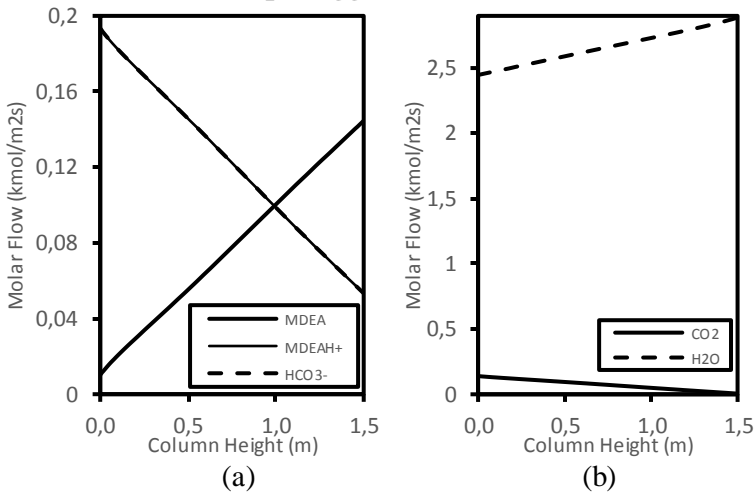 0,2
0,16
0,12
0,08
0,04
0
Molar Flow (kmol/m2s)
MDEA
MDEAH+
HCO3-
0,0
0,5
1,0
1,5
Column Height (m)
(a)
2,5
2
1,5
1
0,5
0
Molar Flow (kmol/m2s)
CO2
H2O
0,0
0,5
1,0
1,5
Column Height (m)
(b)